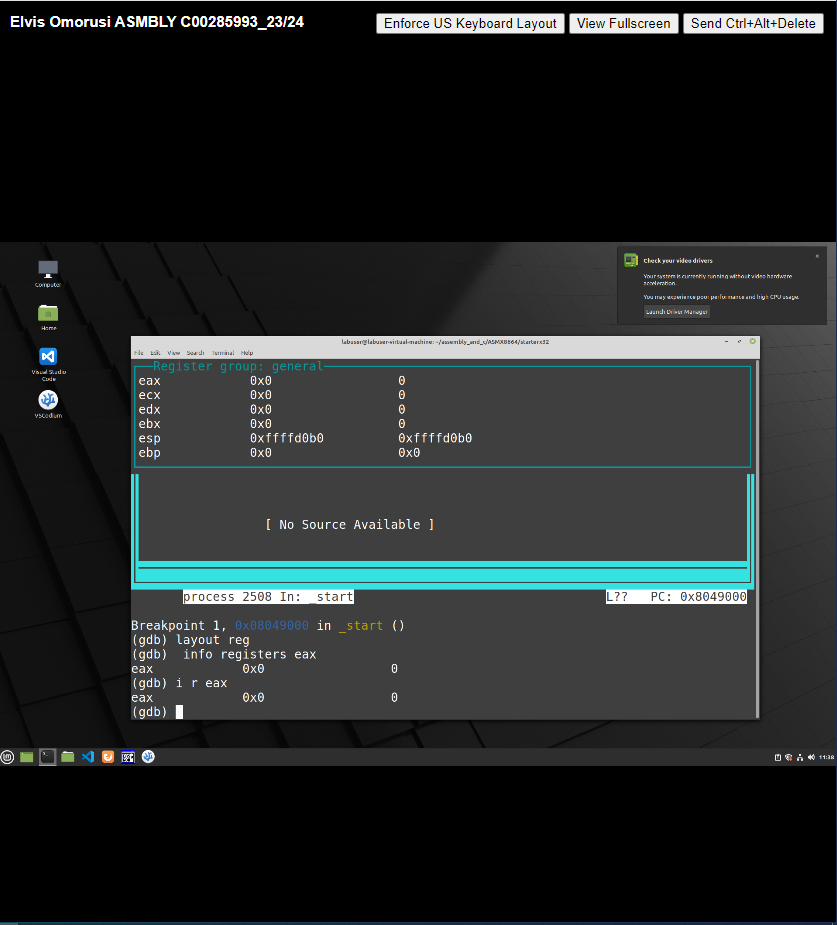 Elvis Omorusi ASMBLY C00285993_23/24
Enforce US Keyboard Layout
View Fullscreen
Send Ctrl+Alt+Delete
Computer
Home
Visual Studio
Code
VSCodium
Check your video drivers
Your system is currently running without video hardware
acceleration.
You may experience poor performance and high CPU usage.
Launch Driver Manager
labuser@labuser-virtual-machine: ~/assembly_and_c/ASMX8664/starterx32
File Edit View Search Terminal Help
Register group: general
eax 0x0 0
ecx 0x0 0
edx 0x0 0
ebx 0x0 0
esp 0xffffd0b0 0xffffd0b0
ebp 0x0 0x0
[ No Source Available ]
process 2508 In: _start L?? PC: 0x8049000
Breakpoint 1, 0x08049000 in _start ()
(gdb) layout reg
(gdb)  info registers eax
eax 0x0 0
(gdb) i r eax
eax 0x0 0
(gdb)
11:38